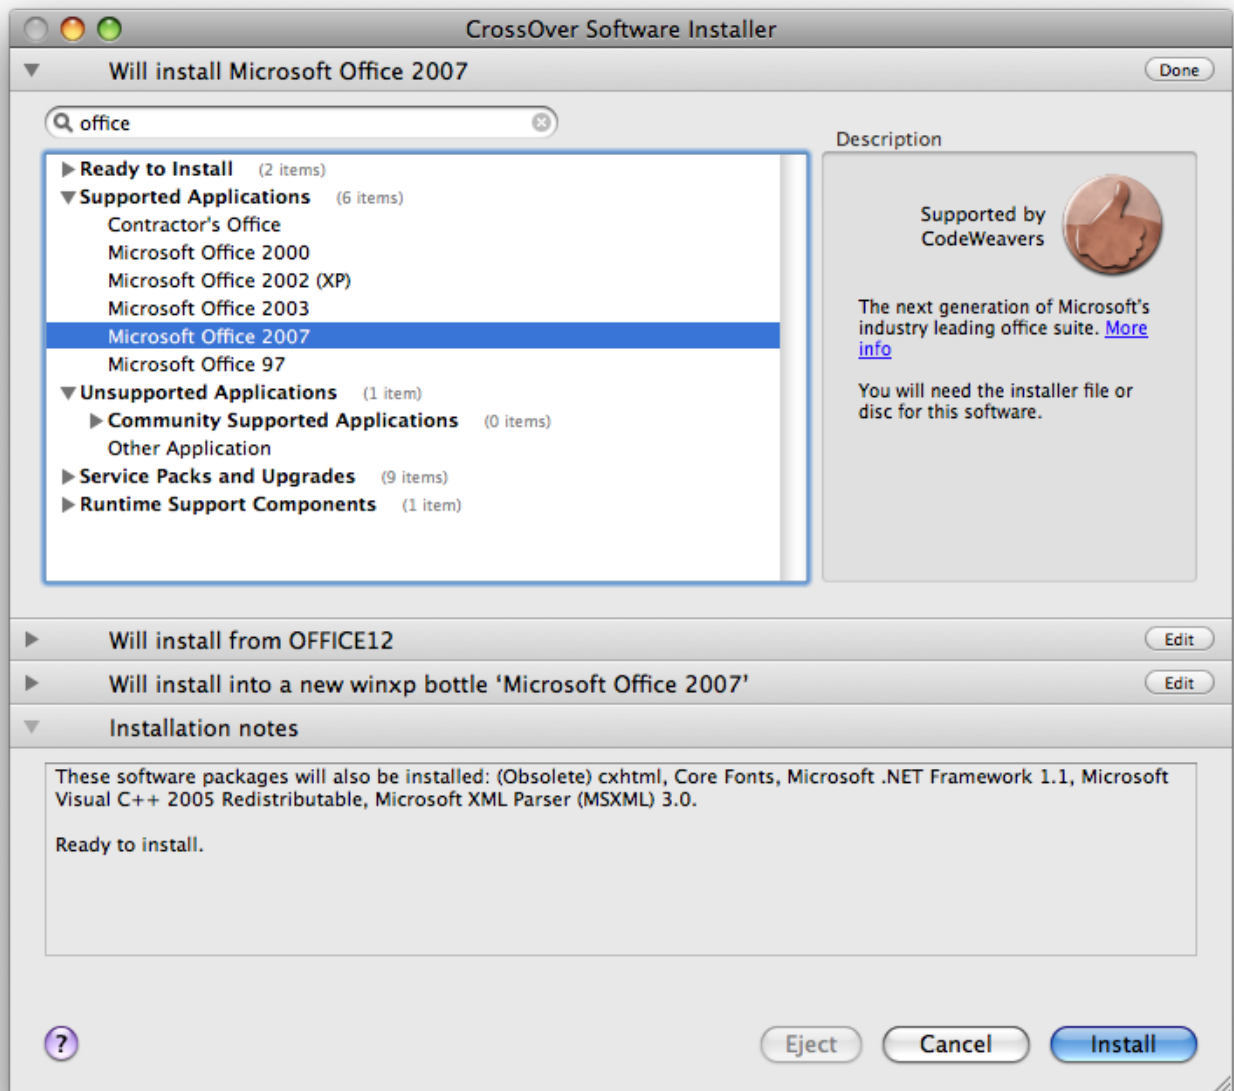 CrossOver Software Installer
Will install Microsoft Office 2007
Done
office
Description
Ready to Install (2 items)
Supported Applications (6 items)
Contractor's Office
Microsoft Office 2000
Microsoft Office 2002 (XP)
Microsoft Office 2003
Microsoft Office 2007
Microsoft Office 97
Unsupported Applications (1 item)
Community Supported Applications (0 items)
Other Application
Service Packs and Upgrades (9 items)
Runtime Support Components (1 item)
Supported by
CodeWeavers
The next generation of Microsoft's
industry leading office suite. More
info
You will need the installer file or
disc for this software.
Will install from OFFICE12
Edit
Will install into a new winxp bottle ‘Microsoft Office 2007’
Edit
Installation notes
These software packages will also be installed: (Obsolete) cxhtml, Core Fonts, Microsoft .NET Framework 1.1, Microsoft
Visual C++ 2005 Redistributable, Microsoft XML Parser (MSXML) 3.0.
Ready to install.
?
Eject
Cancel
Install